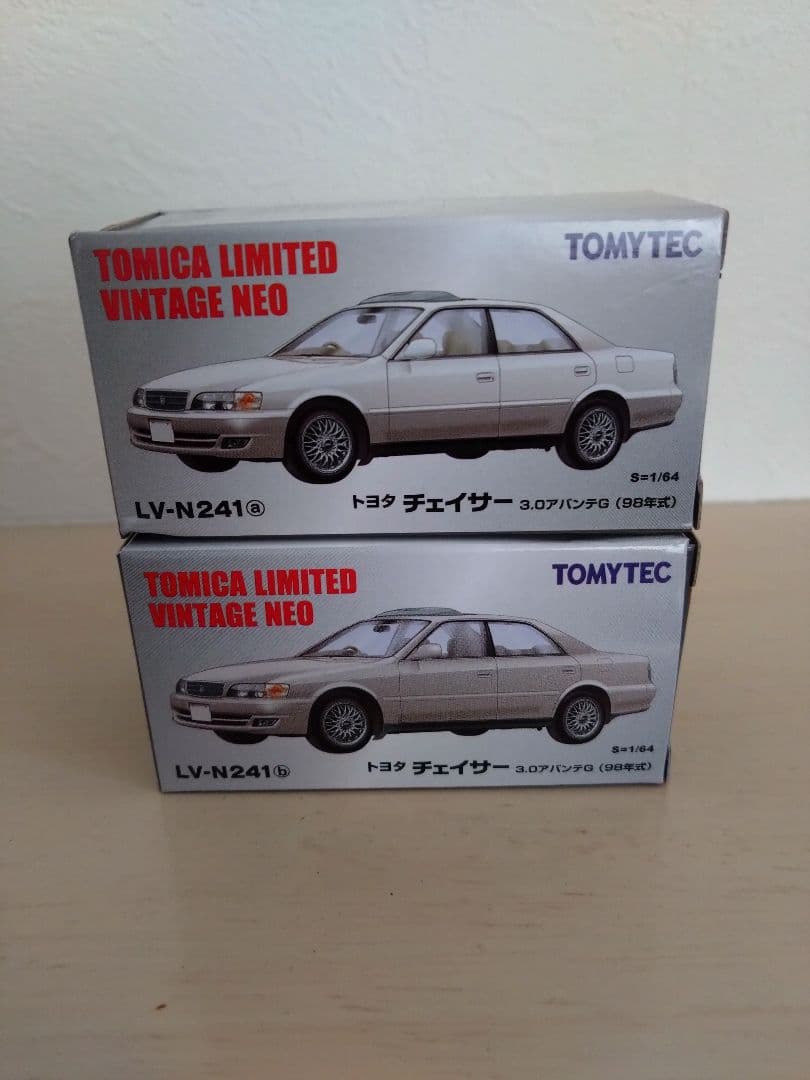 TOMICA LIMITED
VINTAGE NEO
TOMYTEC
S=1/64
LV-N241ⓐ
トヨタ チェイサー 3.0アバンテG (98年式)
TOMICA LIMITED
VINTAGE NEO
TOMYTEC
S=1/64
LV-N241ⓑ
トヨタ チェイサー 3.0アバンテG (98年式)